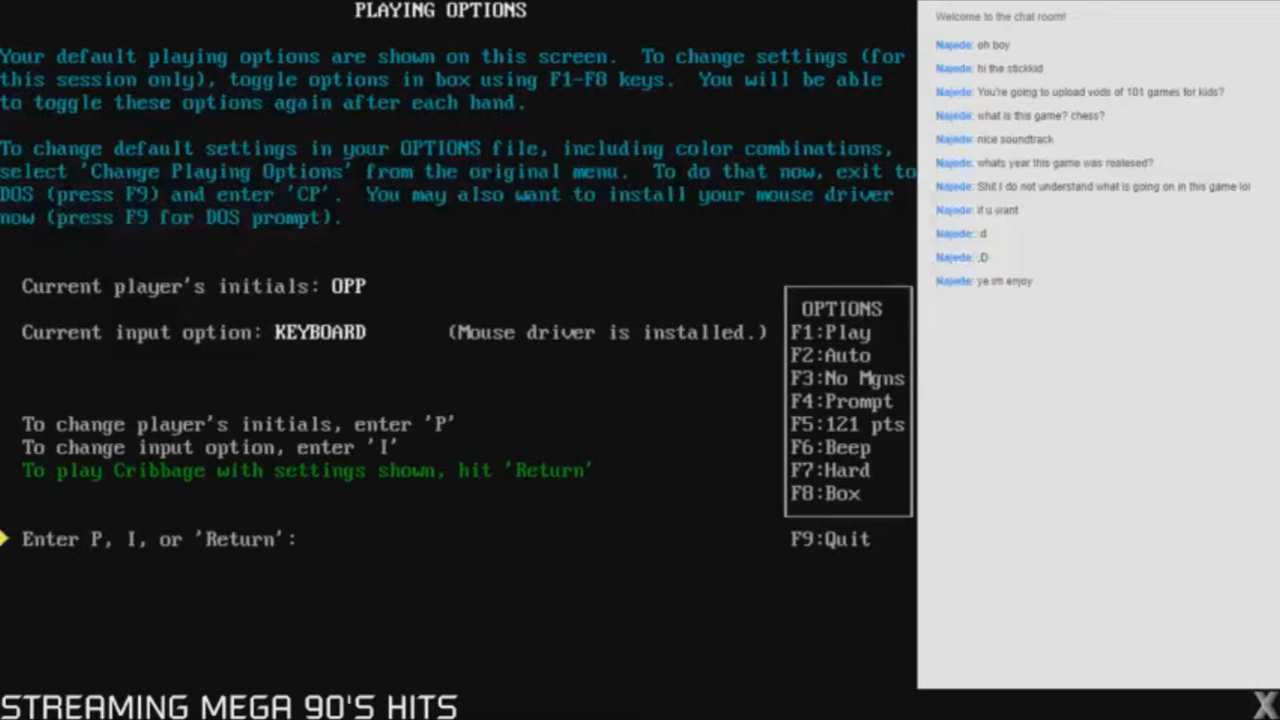 PLAYING OPTIONS
Your default playing options are shown on this screen. To change settings (for
this session only), toggle options in box using F1-F8 keys. You will be able
to toggle these options again after each hand.
To change default settings in your OPTIONS file, including color combinations,
select 'Change Playing Options' from the original menu. To do that now, exit to
DOS (press F9) and enter 'CP'. You may also want to install your mouse driver
now (press F9 for DOS prompt).
Current player's initials: OPP
Current input option: KEYBOARD (Mouse driver is installed.)
To change player's initials, enter 'P'
To change input option, enter 'I'
To play Cribbage with settings shown, hit 'Return'
Enter P, I, or 'Return':
OPTIONS
F1:Play
F2:Auto
F3:No Mgns
F4:Prompt
F5:121 pts
F6:Beep
F7:Hard
F8:Box
F9:Quit
Welcome to the chat room!
Najede: oh boy
Najede: hi the stickkid
Najede: You're going to upload vods of 101 games for kids?
Najede: what is this game? chess?
Najede: nice soundtrack
Najede: whats year this game was realesed?
Najede: Shit I do not understand what is going on in this game lol
Najede: if u want
Najede: :d
Najede: ;D
Najede: ye im enjoy
STREAMING MEGA 90'S HITS
X